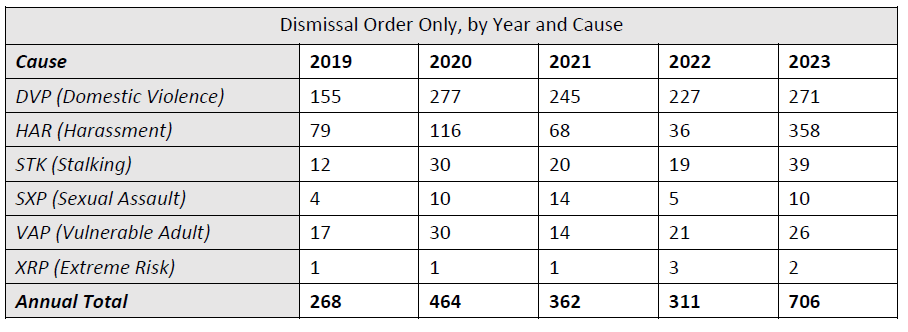 Dismissal Order Only, by Year and Cause
Cause 2019 2020 2021 2022 2023
DVP (Domestic Violence) 155 277 245 227 271
HAR (Harassment) 79 116 68 36 358
STK (Stalking) 12 30 20 19 39
SXP (Sexual Assault) 4 10 14 5 10
VAP (Vulnerable Adult) 17 30 14 21 26
XRP (Extreme Risk) 1 1 1 3 2
Annual Total 268 464 362 311 706